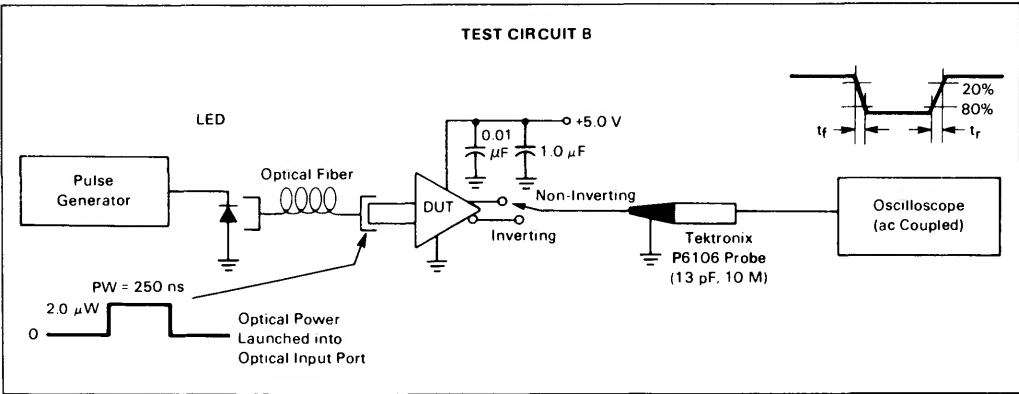 TEST CIRCUIT B
20%
80%
tf
tr
LED
+5.0 V
0.01
μF
1.0 μF
Pulse
Generator
Optical Fiber
DUT
Non-Inverting
Inverting
Tektronix
P6106 Probe
(13 pF, 10 M)
Oscilloscope
(ac Coupled)
PW = 250 ns
2.0 μW
0
Optical Power
Launched into
Optical Input Port